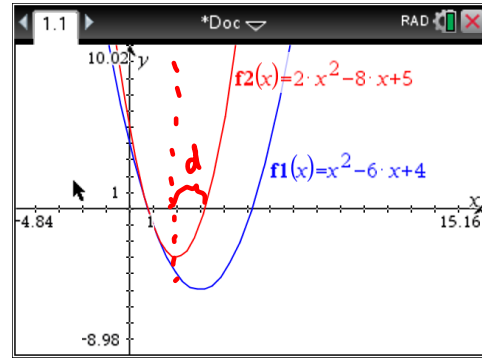 1.1 *Doc RAD
10.02 y
f2(x)=2·x²-8·x+5
d
f1(x)=x²-6·x+4
1
x
-4.84 1 15.16
-8.98